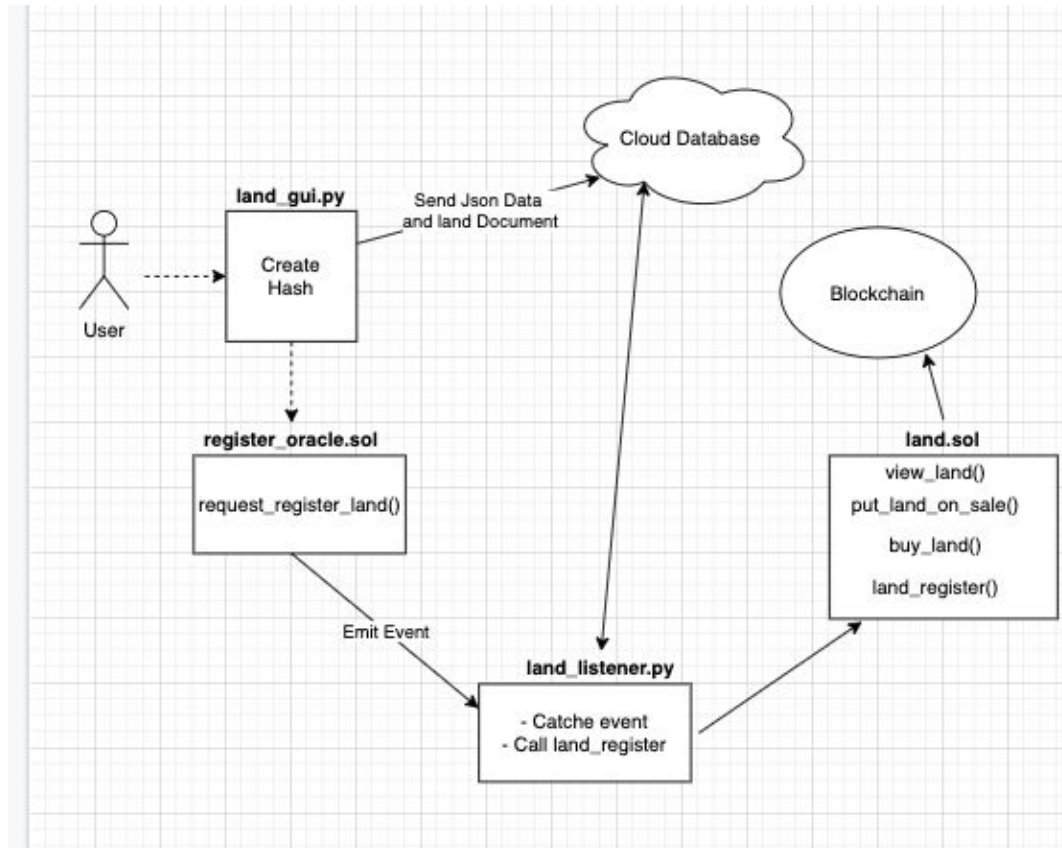 Cloud Database
land_gui.py
Send Json Data
and land Document
Create
Hash
User
Blockchain
register_oracle.sol
request_register_land()
land.sol
view_land()
put_land_on_sale()
buy_land()
land_register()
Emit Event
land_listener.py
- Catche event
- Call land_register